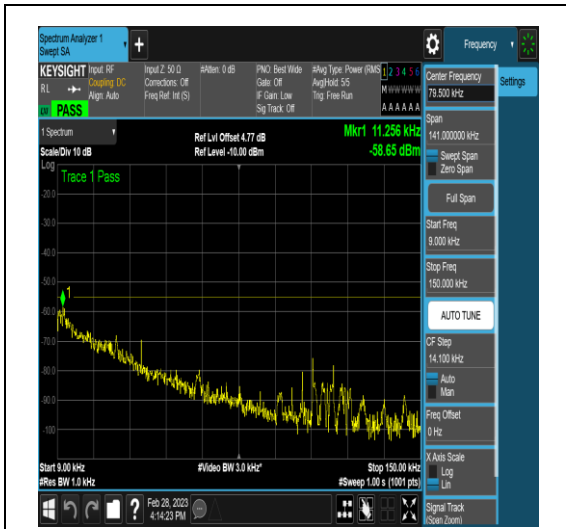 Spectrum Analyzer 1
Swept SA
Frequency
KEYSIGHT
RL
PASS
Input: RF
Coupling: DC
Align: Auto
Input Z: 50 Ω
Corrections: Off
Freq Ref: Int (S)
#Atten: 0 dB
PNO: Best Wide
Gate: Off
IF Gain: Low
Sig Track: Off
#Avg Type: Power (RMS
Avg|Hold: 5/5
Trig: Free Run
1 2 3 4 5 6
M W W W W W
A A A A A A
1 Spectrum
Scale/Div 10 dB
Ref Lvl Offset 4.77 dB
Ref Level -10.00 dBm
Mkr1 11.256 kHz
-58.65 dBm
Log
Trace 1 Pass
-20.0
-30.0
-40.0
-50.0
1
-60.0
-70.0
-80.0
-90.0
-100
Start 9.00 kHz
#Video BW 3.0 kHz*
Stop 150.00 kHz
#Res BW 1.0 kHz
#Sweep 1.00 s (1001 pts)
Feb 28, 2023
4:14:23 PM
Center Frequency
79.500 kHz
Settings
Span
141.000000 kHz
Swept Span
Zero Span
Full Span
Start Freq
9.000 kHz
Stop Freq
150.000 kHz
AUTO TUNE
CF Step
14.100 kHz
Auto
Man
Freq Offset
0 Hz
X Axis Scale
Log
Lin
Signal Track
(Span Zoom)